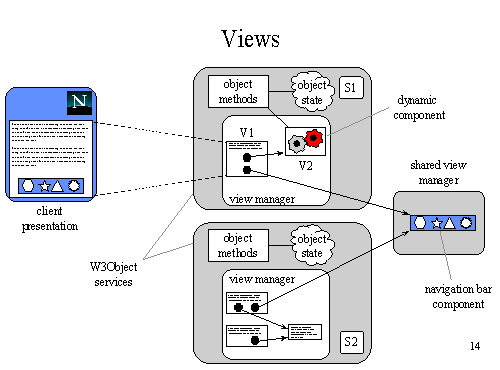 Views
object
methods
object
state
S1
N
V1
V2
dynamic
component
view manager
shared view
manager
client
presentation
W3Object
services
object
methods
object
state
view manager
navigation bar
component
S2
14